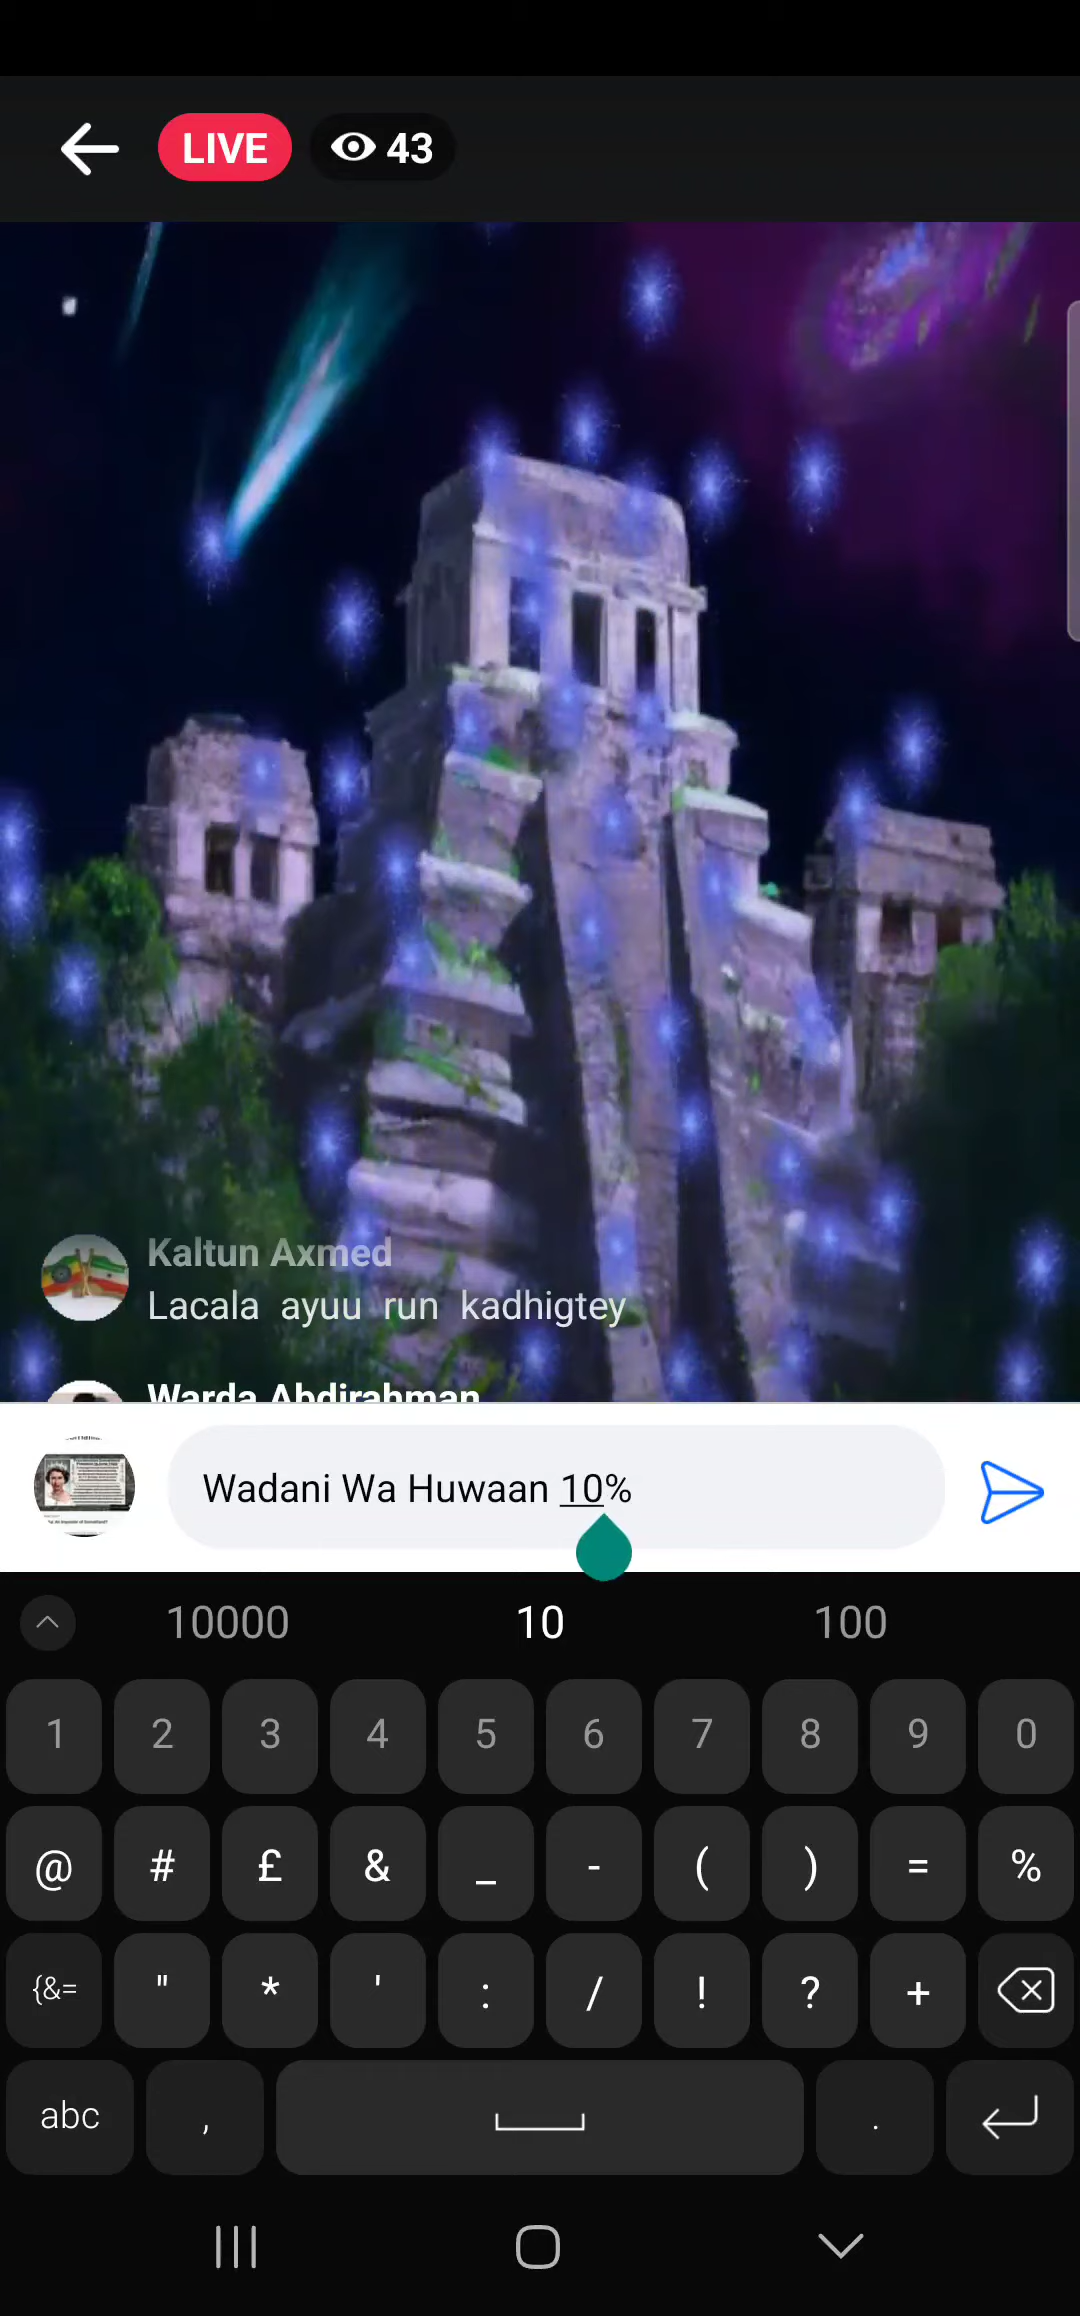 LIVE 43
Kaltun Axmed
Lacala ayuu run kadhigtey
Warda Abdirahman
Wadani Wa Huwaan 10%
10000 10 100
1 2 3 4 5 6 7 8 9 0
@ # £ & _ - ( ) = %
{&= " * ' : / ! ? +
abc , .